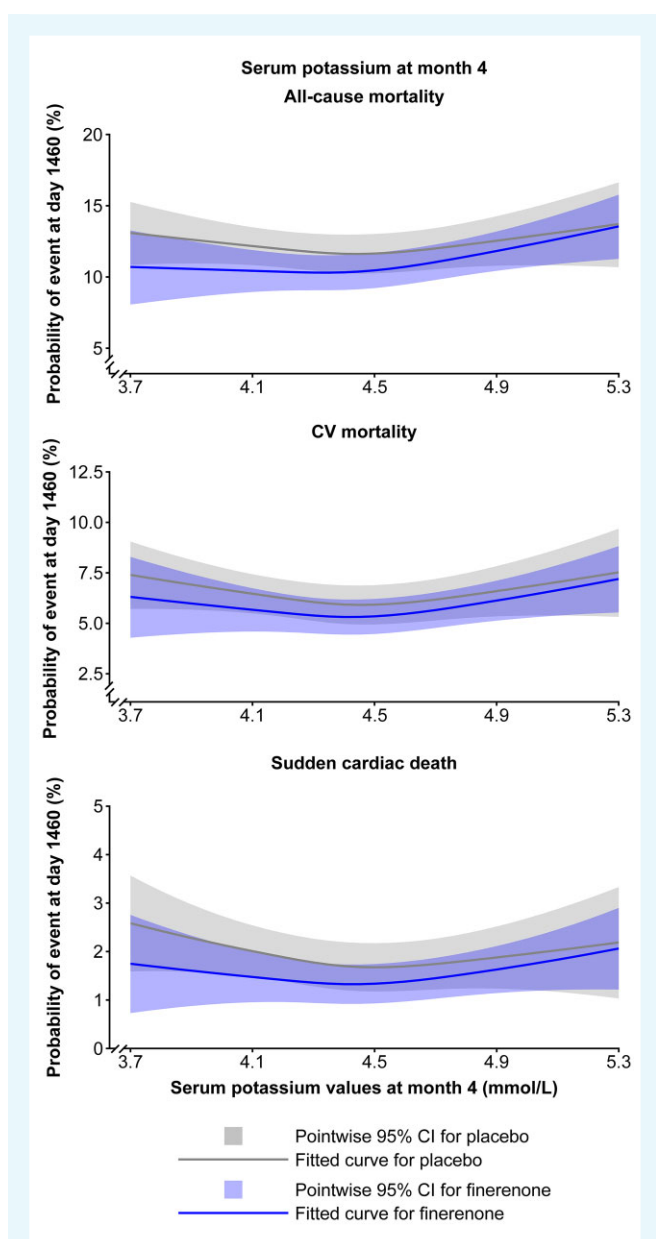 Serum potassium at month 4
All-cause mortality
Probability of event at day 1460 (%)
20
15
10
5
3.7 4.1 4.5 4.9 5.3
CV mortality
Probability of event at day 1460 (%)
12.5
10.0
7.5
5.0
2.5
3.7 4.1 4.5 4.9 5.3
Sudden cardiac death
Probability of event at day 1460 (%)
5
4
3
2
1
0
3.7 4.1 4.5 4.9 5.3
Serum potassium values at month 4 (mmol/L)
Pointwise 95% CI for placebo
Fitted curve for placebo
Pointwise 95% CI for finerenone
Fitted curve for finerenone